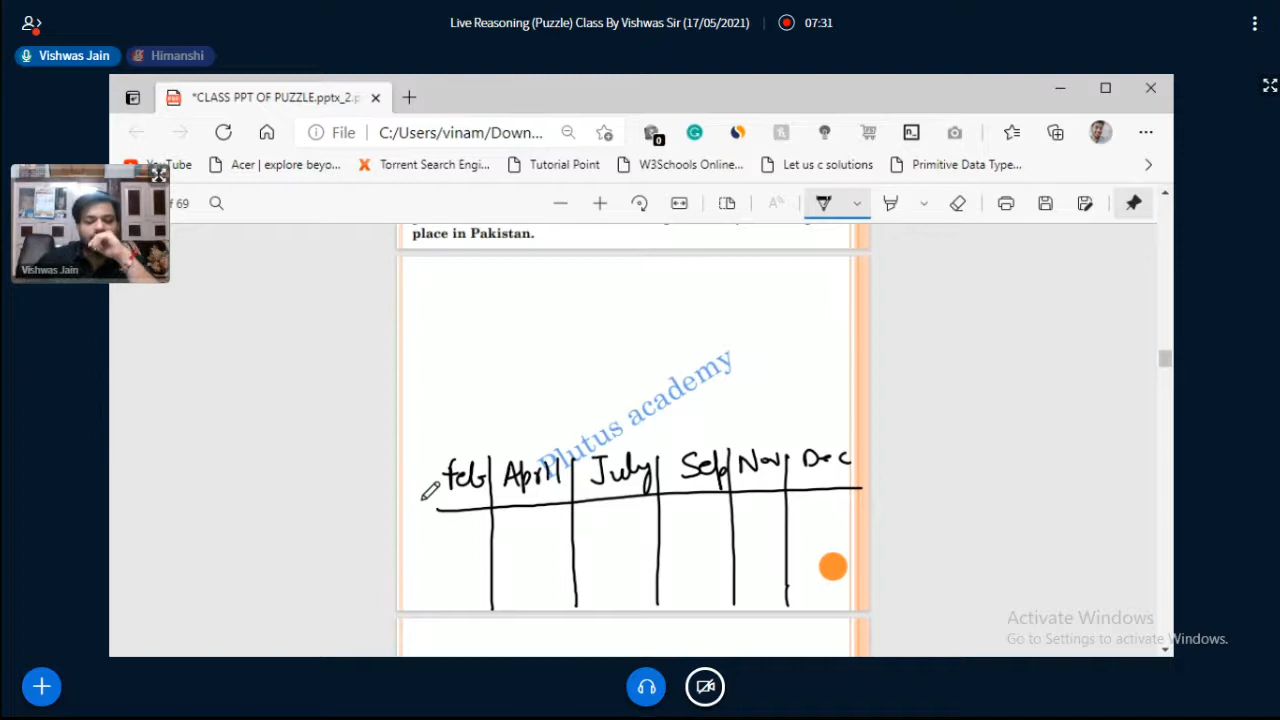 Live Reasoning (Puzzle) Class By Vishwas Sir (17/05/2021)
07:31
Vishwas Jain
Himanshi
*CLASS PPT OF PUZZLE.pptx_2.p
File
C:/Users/vinam/Down...
YouTube
Acer | explore beyo...
Torrent Search Engi...
Tutorial Point
W3Schools Online...
Let us c solutions
Primitive Data Type...
of 69
Vishwas Jain
place in Pakistan.
Plutus academy
Feb April July Sep Nov Dec
Activate Windows
Go to Settings to activate Windows.